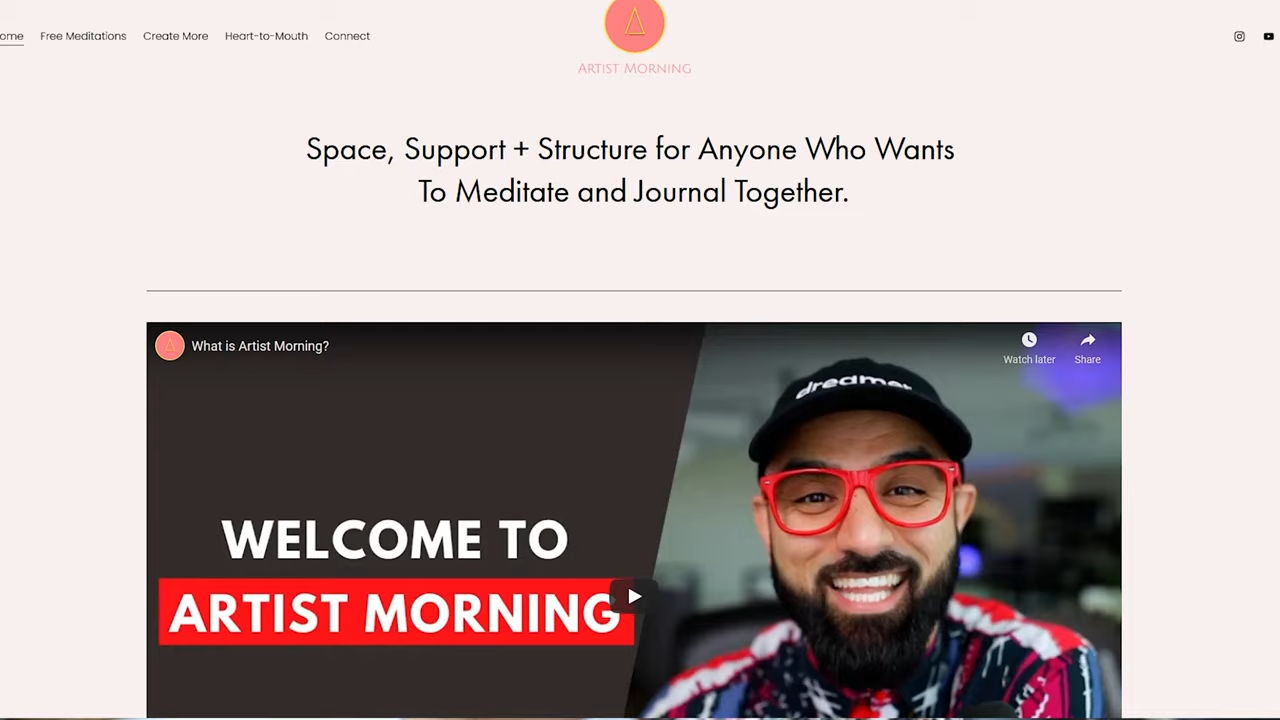 ome
Free Meditations
Create More
Heart-to-Mouth
Connect
ARTIST MORNING
Space, Support + Structure for Anyone Who Wants
To Meditate and Journal Together.
What is Artist Morning?
Watch later
Share
dreamer
WELCOME TO
ARTIST MORNING